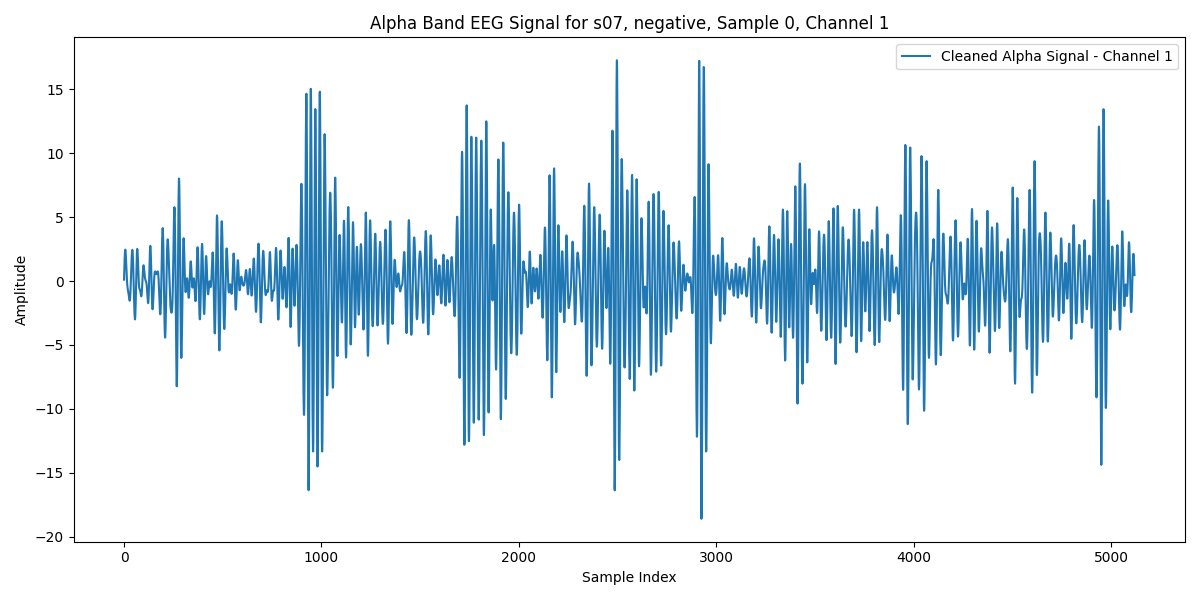 Alpha Band EEG Signal for s07, negative, Sample 0, Channel 1
Cleaned Alpha Signal - Channel 1
15
10
5
0
−5
−10
−15
−20
Amplitude
0 1000 2000 3000 4000 5000
Sample Index